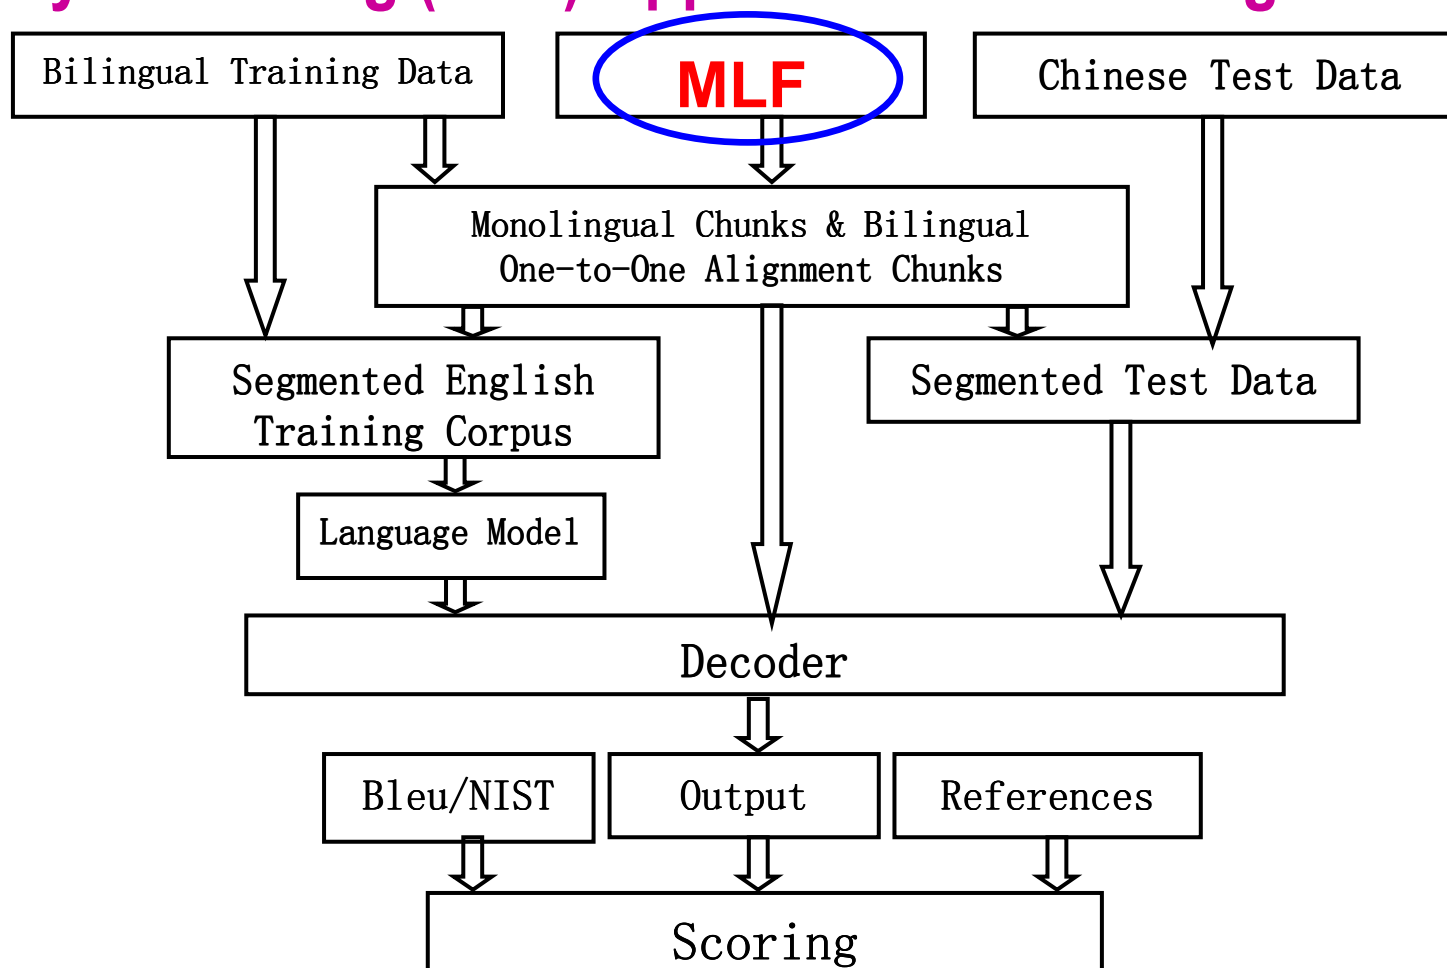 Bilingual Training Data
MLF
Chinese Test Data
Monolingual Chunks & Bilingual
One-to-One Alignment Chunks
Segmented English
Training Corpus
Segmented Test Data
Language Model
Decoder
Bleu/NIST
Output
References
Scoring